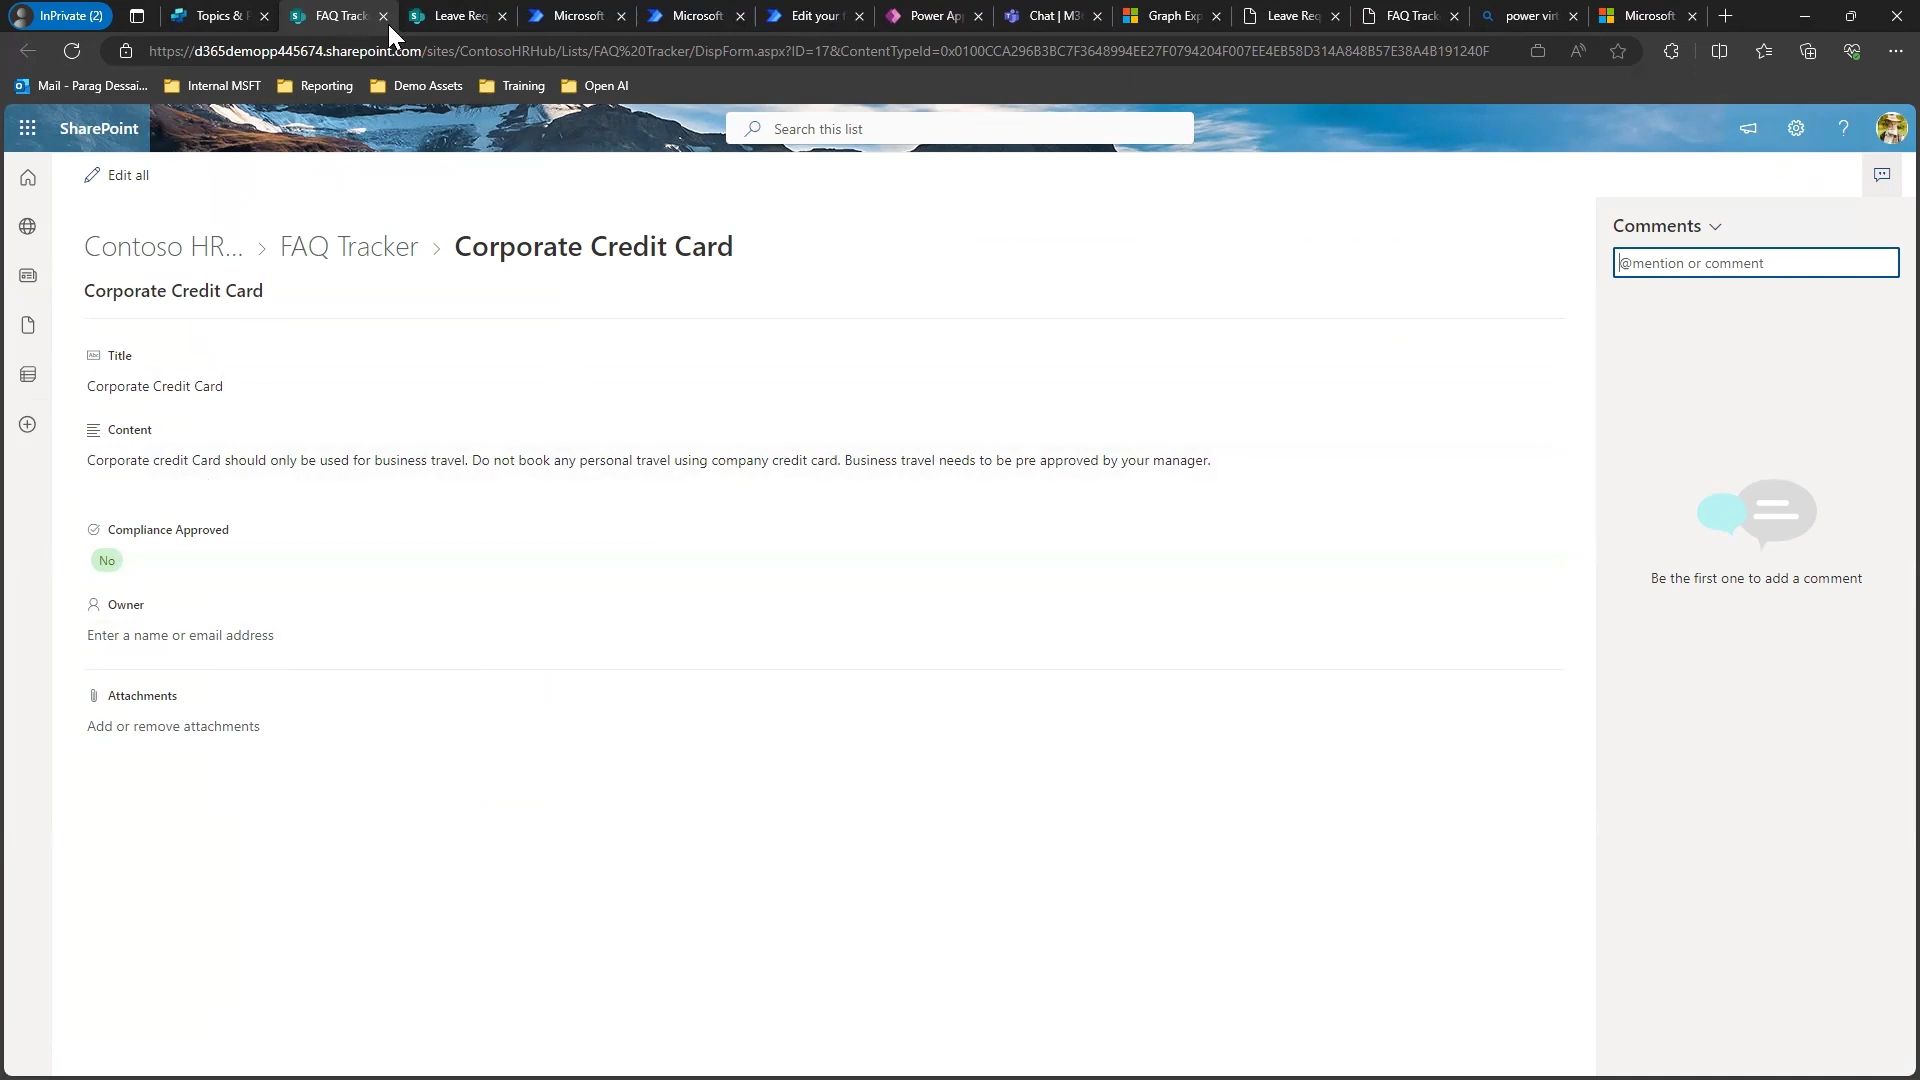 InPrivate (2)
Topics &
FAQ Track
Leave Req
Microsoft
Microsoft
Edit your f
Power Ap
Chat | M3
Graph Exp
Leave Req
FAQ Track
power virt
Microsoft
https://d365demopp445674.sharepoint.com/sites/ContosoHRHub/Lists/FAQ%20Tracker/DispForm.aspx?ID=17&ContentTypeId=0x0100CCA296B3BC7F3648994EE27F0794204F007EE4EB58D314A848B57E38A4B191240F
Mail - Parag Dessai...
Internal MSFT
Reporting
Demo Assets
Training
Open AI
SharePoint
Search this list
Edit all
Contoso HR... > FAQ Tracker > Corporate Credit Card
Corporate Credit Card
Abc Title
Corporate Credit Card
Content
Corporate credit Card should only be used for business travel. Do not book any personal travel using company credit card. Business travel needs to be pre approved by your manager.
Compliance Approved
No
Owner
Enter a name or email address
Attachments
Add or remove attachments
Comments
@mention or comment
Be the first one to add a comment